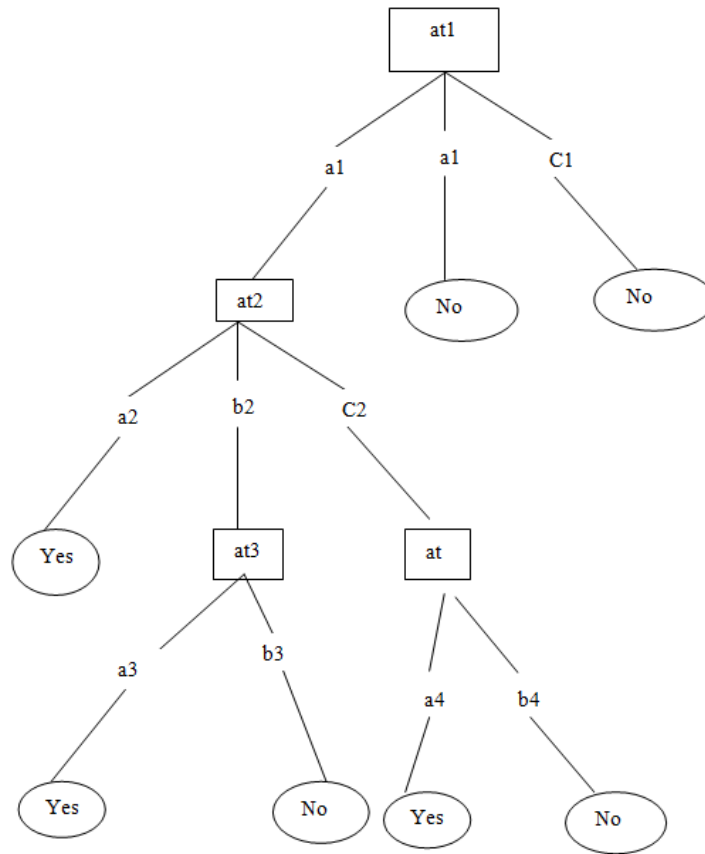 at1
a1
a1
C1
at2
No
No
a2
b2
C2
Yes
at3
at
a3
b3
a4
b4
Yes
No
Yes
No